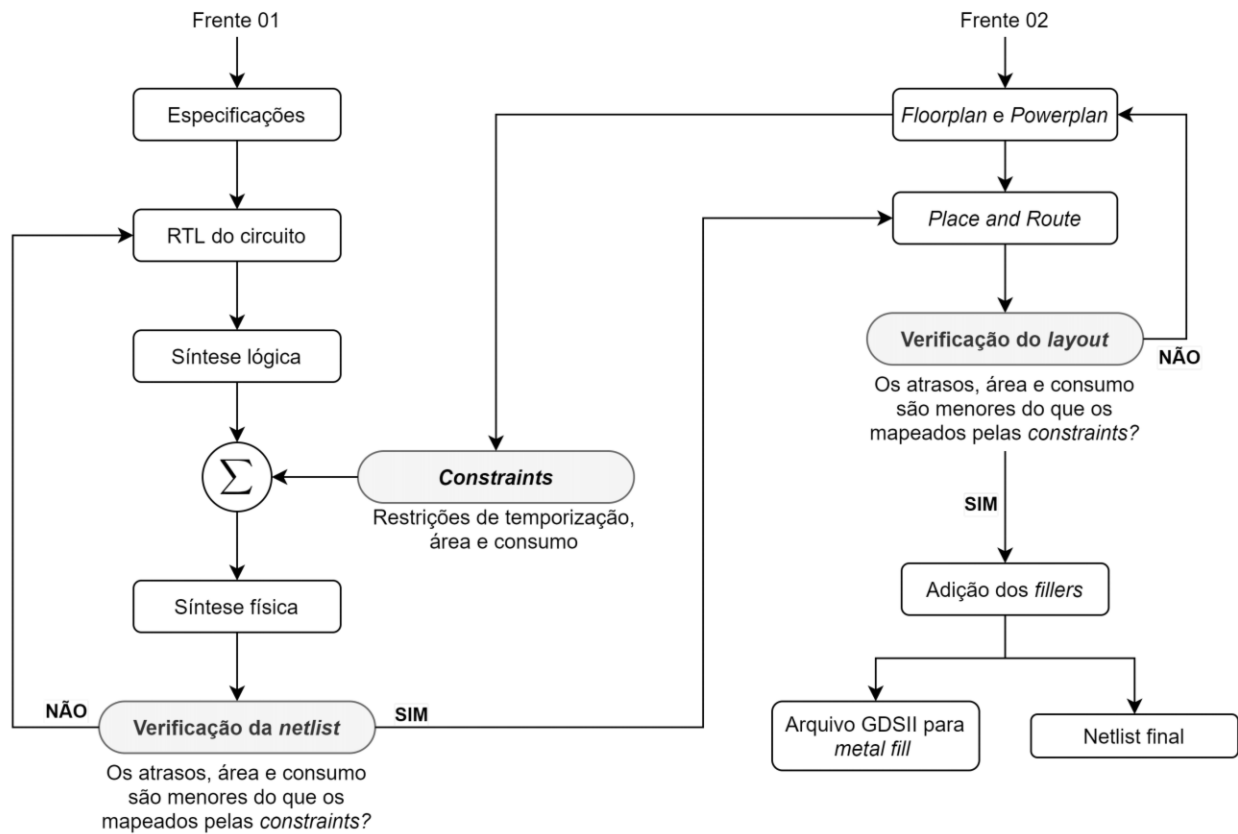 Frente 01
Especificações
RTL do circuito
Síntese lógica
Σ
Constraints
Restrições de temporização,
área e consumo
Síntese física
NÃO
Verificação da netlist
SIM
Os atrasos, área e consumo
são menores do que os
mapeados pelas constraints?
Frente 02
Floorplan e Powerplan
Place and Route
Verificação do layout
NÃO
Os atrasos, área e consumo
são menores do que os
mapeados pelas constraints?
SIM
Adição dos fillers
Arquivo GDSII para
metal fill
Netlist final